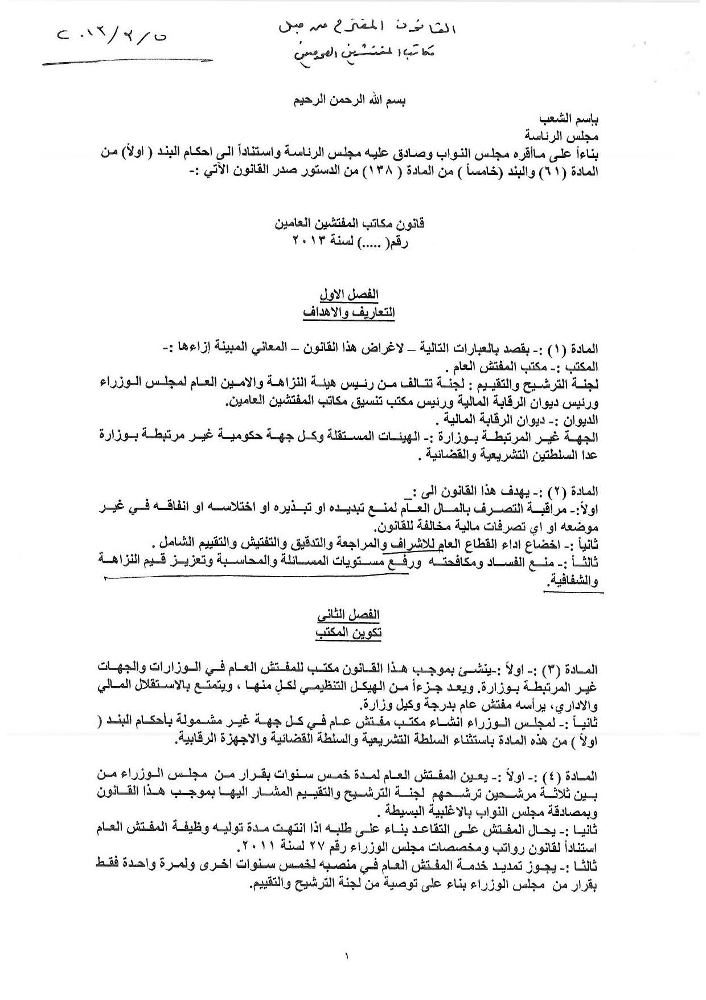 القانون المقترح من قبل
مكاتب المفتشين العموميين
٢٠١٣/٢/٥
بسم الله الرحمن الرحيم
بإسم الشعب
مجلس الرئاسة
بناءاً على ماأقره مجلس النواب وصادق عليه مجلس الرئاسة واستناداً الى احكام البند ( اولاً) من
المادة (٦١) والبند (خامساً ) من المادة ( ١٣٨) من الدستور صدر القانون الآتي :-
قانون مكاتب المفتشين العامين
رقم( .....) لسنة ٢٠١٣
الفصل الاول
التعاريف والاهداف
المادة (١) :- يقصد بالعبارات التالية – لاغراض هذا القانون – المعاني المبينة إزاءها :-
المكتب :- مكتب المفتش العام .
لجنة الترشيح والتقييم : لجنة تتالف من رئيس هيئة النزاهة والامين العام لمجلس الوزراء
ورئيس ديوان الرقابة المالية ورئيس مكتب تنسيق مكاتب المفتشين العامين.
الديوان :- ديوان الرقابة المالية .
الجهة غير المرتبطة بوزارة :- الهيئات المستقلة وكل جهة حكومية غير مرتبطة بوزارة
عدا السلطتين التشريعية والقضائية .
المادة (٢) :- يهدف هذا القانون الى :_
اولاً:- مراقبة التصرف بالمال العام لمنع تبديده او تبذيره او اختلاسه او انفاقه في غير
موضعه او اي تصرفات مالية مخالفة للقانون.
ثانياً :- اخضاع اداء القطاع العام للاشراف والمراجعة والتدقيق والتفتيش والتقييم الشامل .
ثالثاً :- منع الفساد ومكافحته ورفع مستويات المسائلة والمحاسبة وتعزيز قيم النزاهة
والشفافية.
الفصل الثاني
تكوين المكتب
المادة (٣) :- اولاً :-ينشئ بموجب هذا القانون مكتب للمفتش العام في الوزارات والجهات
غير المرتبطة بوزارة. ويعد جزءاً من الهيكل التنظيمي لكل منها ، ويتمتع بالاستقلال المالي
والاداري، يرأسه مفتش عام بدرجة وكيل وزارة.
ثانياً :- لمجلس الوزراء انشاء مكتب مفتش عام في كل جهة غير مشمولة بأحكام البند (
اولاً ) من هذه المادة باستثناء السلطة التشريعية والسلطة القضائية والاجهزة الرقابية.
المادة (٤) :- اولاً :- يعين المفتش العام لمدة خمس سنوات بقرار من مجلس الوزراء من
بين ثلاثة مرشحين ترشحهم لجنة الترشيح والتقييم المشار اليها بموجب هذا القانون
وبمصادقة مجلس النواب بالاغلبية البسيطة .
ثانيا :- يحال المفتش على التقاعد بناء على طلبه اذا انتهت مدة توليه وظيفة المفتش العام
استناداً لقانون رواتب ومخصصات مجلس الوزراء رقم ٢٧ لسنة ٢٠١١.
ثالثا :- يجوز تمديد خدمة المفتش العام في منصبه لخمس سنوات اخرى ولمرة واحدة فقط
بقرار من مجلس الوزراء بناء على توصية من لجنة الترشيح والتقييم.
١